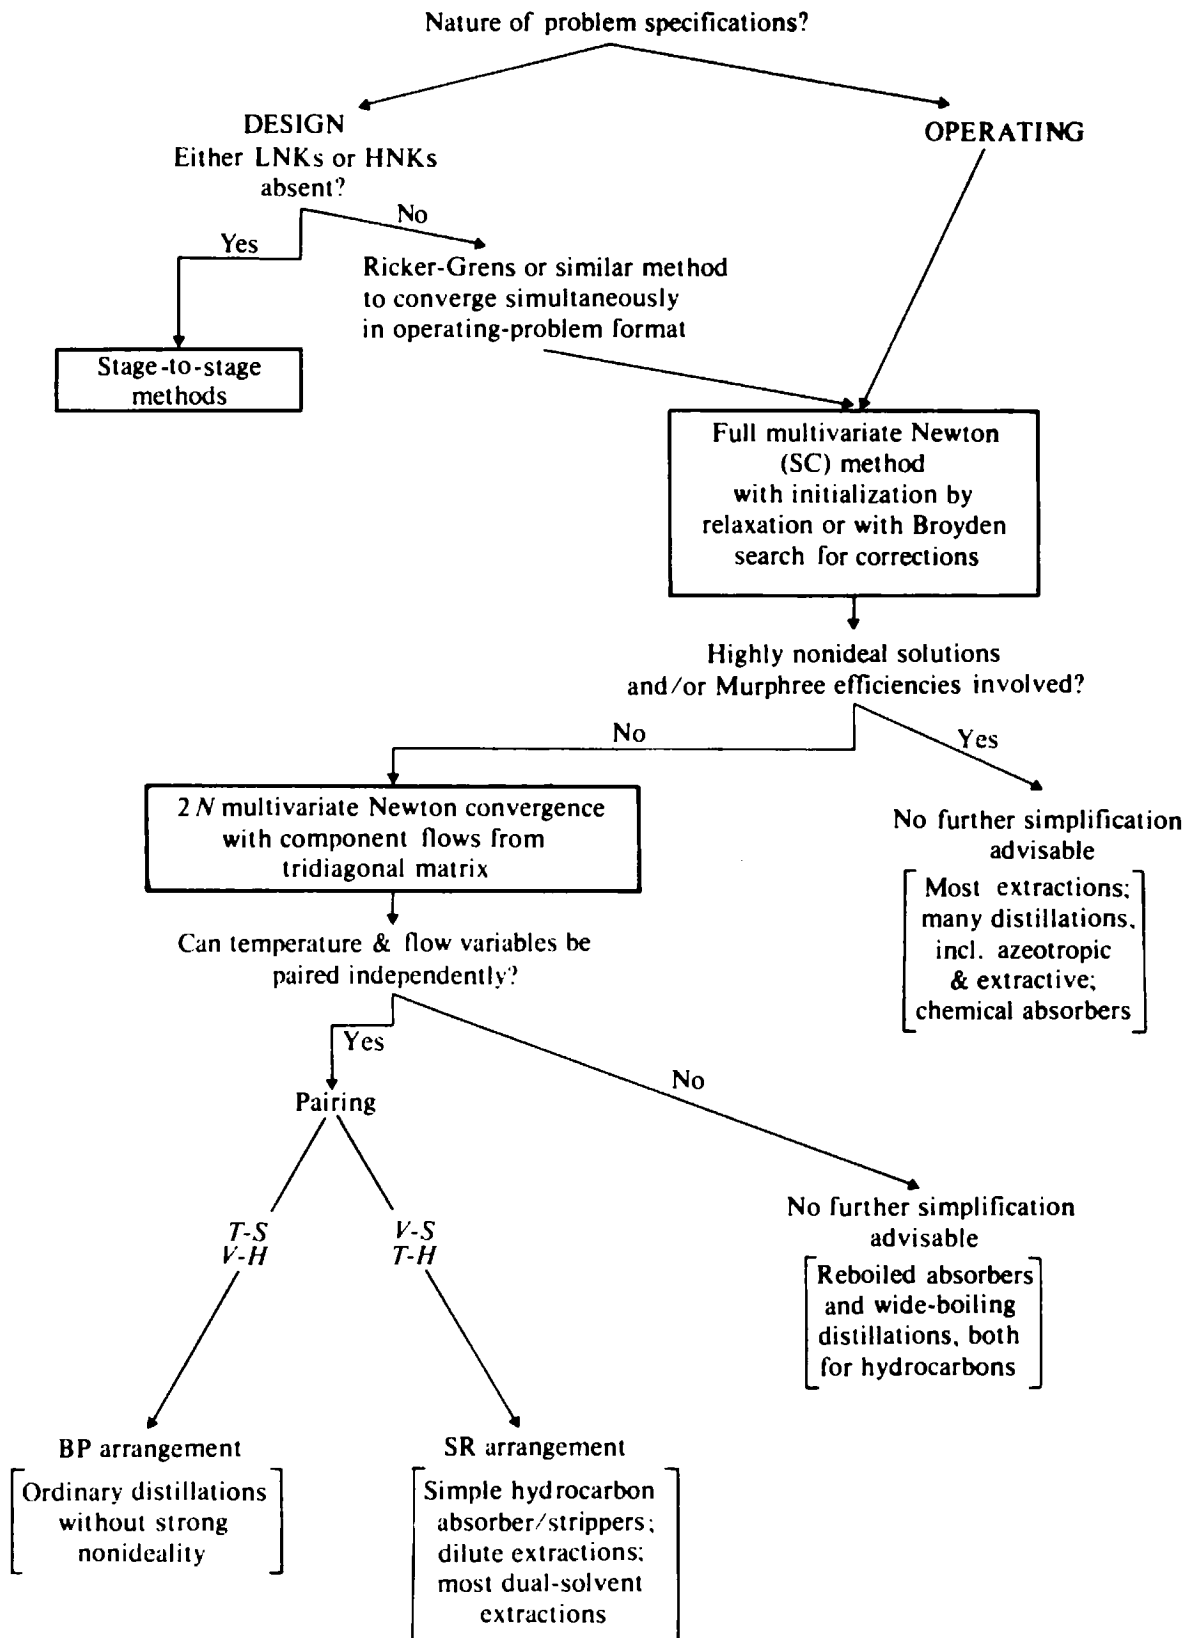 Nature of problem specifications?
DESIGN
Either LNKs or HNKs
absent?
OPERATING
No
Yes
Ricker-Grens or similar method
to converge simultaneously
in operating-problem format
Stage-to-stage
methods
Full multivariate Newton
(SC) method
with initialization by
relaxation or with Broyden
search for corrections
Highly nonideal solutions
and/or Murphree efficiencies involved?
No
Yes
2N multivariate Newton convergence
with component flows from
tridiagonal matrix
No further simplification
advisable
Most extractions;
many distillations,
incl. azeotropic
& extractive;
chemical absorbers
Can temperature & flow variables be
paired independently?
Yes
No
Pairing
T-S
V-H
V-S
T-H
No further simplification
advisable
Reboiled absorbers
and wide-boiling
distillations, both
for hydrocarbons
BP arrangement
Ordinary distillations
without strong
nonideality
SR arrangement
Simple hydrocarbon
absorber/strippers;
dilute extractions;
most dual-solvent
extractions